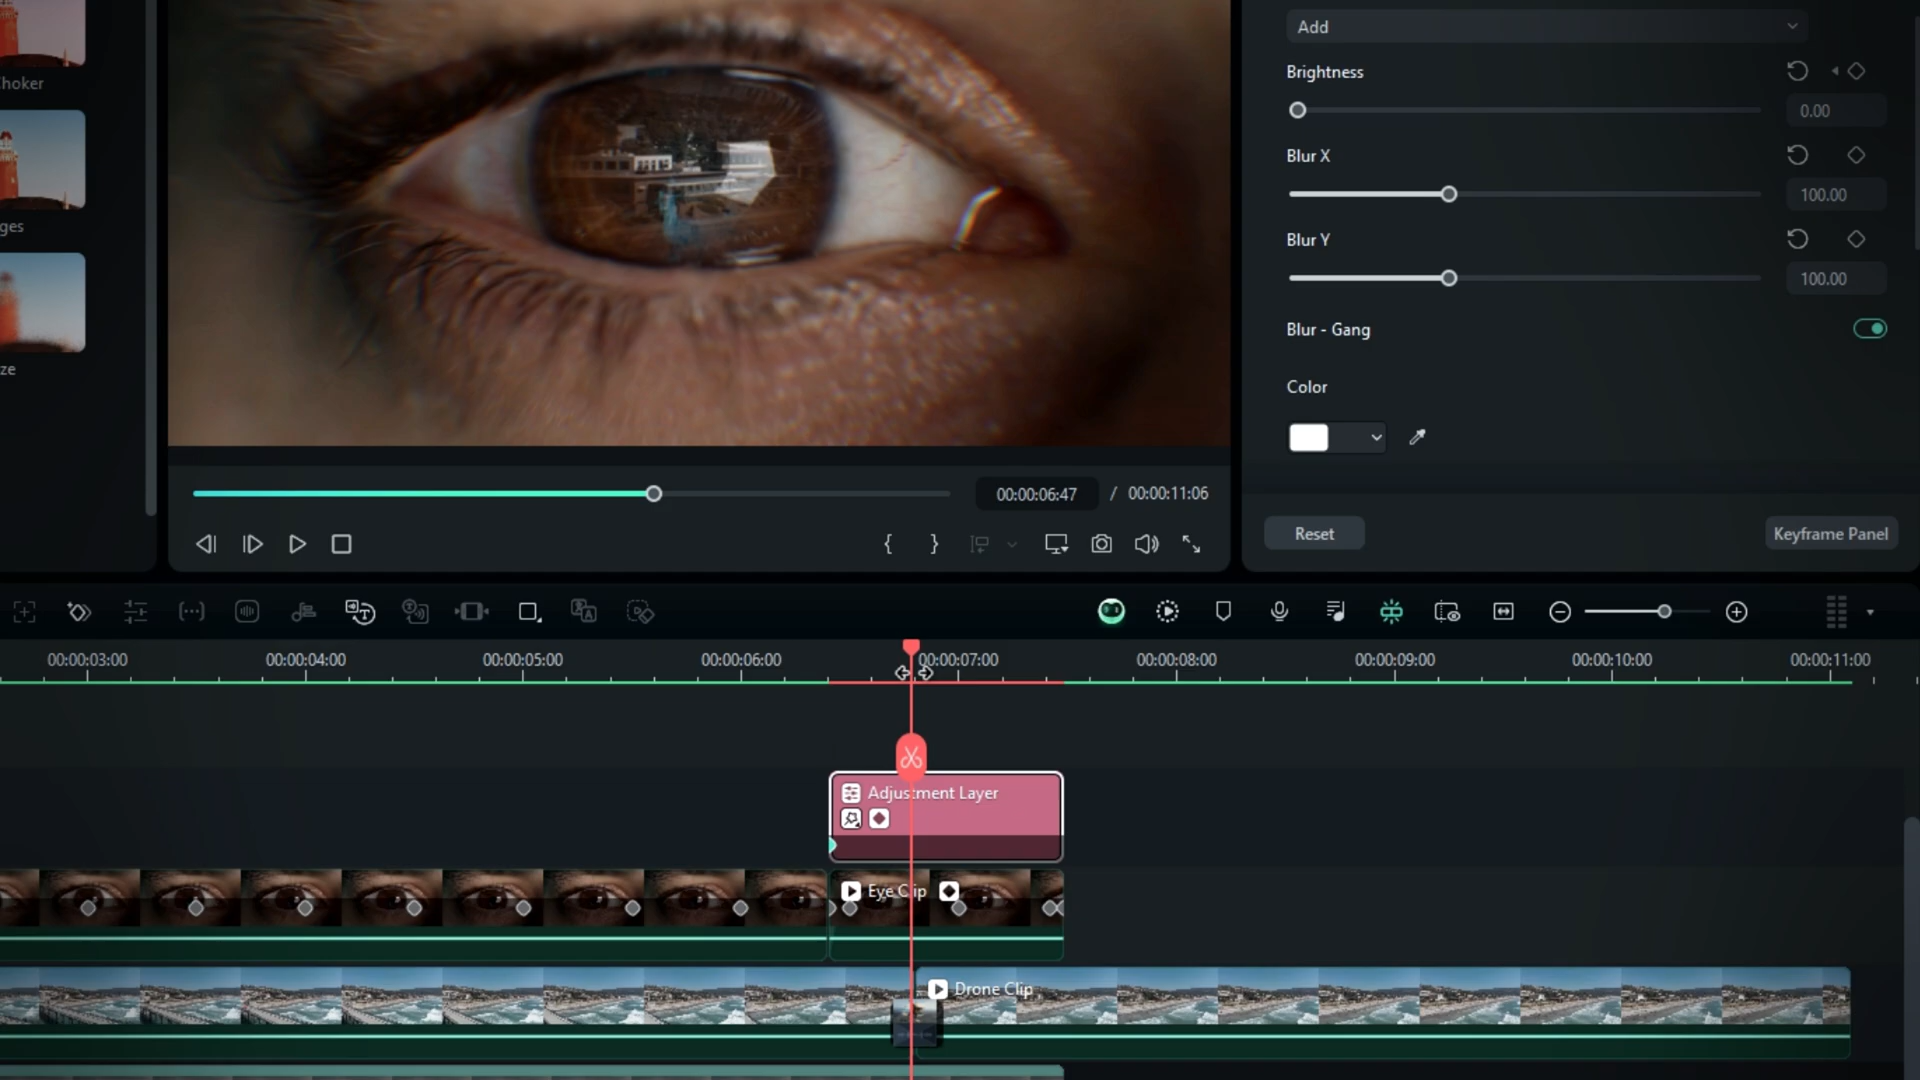 Add
Brightness
0.00
Blur X
100.00
Blur Y
100.00
Blur - Gang
Color
Reset
Keyframe Panel
hoker
ges
ze
00:00:06:47 / 00:00:11:06
00:00:03:00 00:00:04:00 00:00:05:00 00:00:06:00 00:00:07:00 00:00:08:00 00:00:09:00 00:00:10:00 00:00:11:00
Adjustment Layer
Eye Clip
Drone Clip